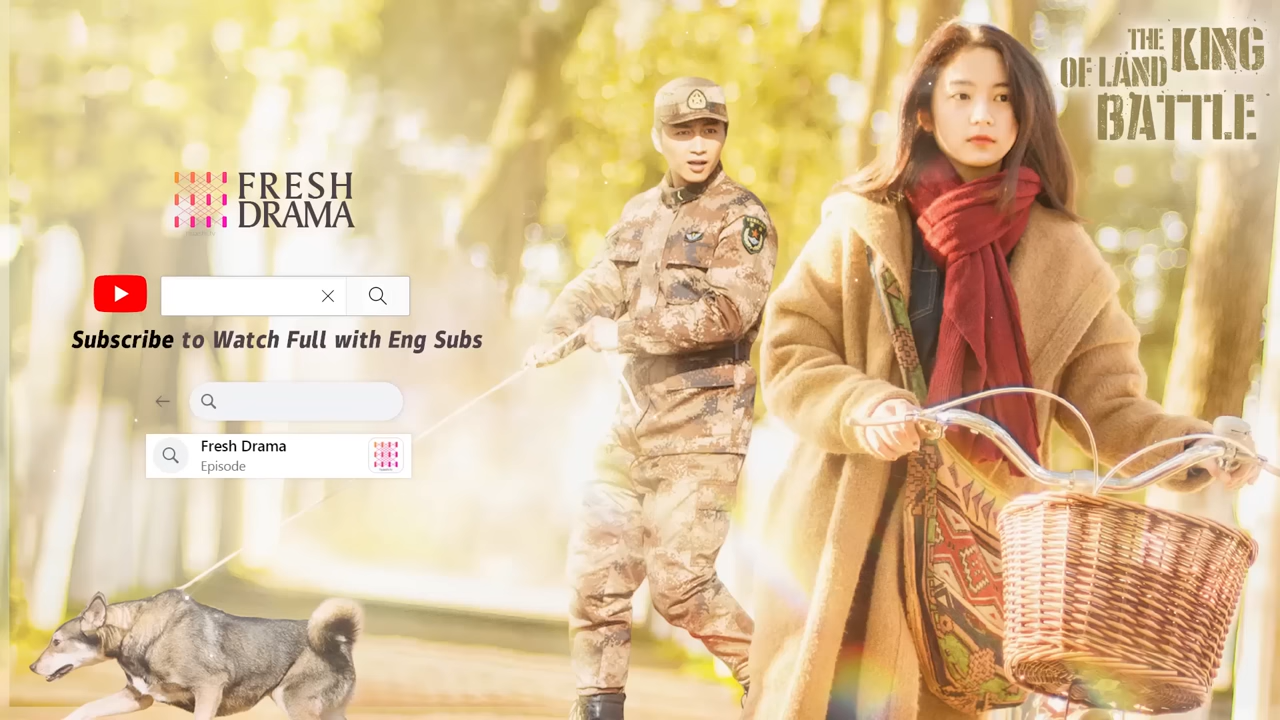 THE KING
OF LAND
BATTLE
FRESH
DRAMA
Subscribe to Watch Full with Eng Subs
Fresh Drama
Episode